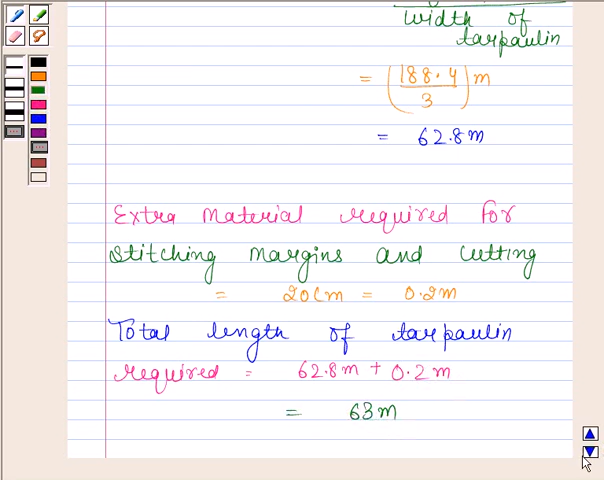 width of
tarpaulin
= (188.4/3) m
= 62.8m
Extra material required for
stitching margins and cutting
= 20cm = 0.2m
Total length of tarpaulin
required = 62.8m + 0.2m
= 63m